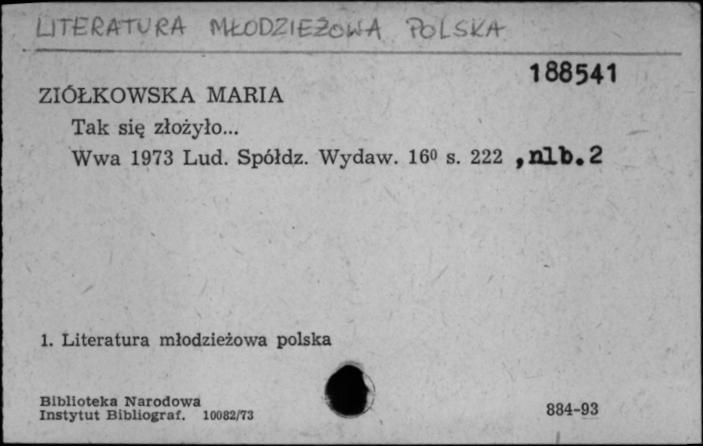 LITERATURA MŁODZIEŻOWA POLSKA
188541
ZIÓŁKOWSKA MARIA
Tak się złożyło...
Wwa 1973 Lud. Spółdz. Wydaw. 16⁰ s. 222 ,nlb.2
1. Literatura młodzieżowa polska
Biblioteka Narodowa
Instytut Bibliograf. 10082/73
884-93